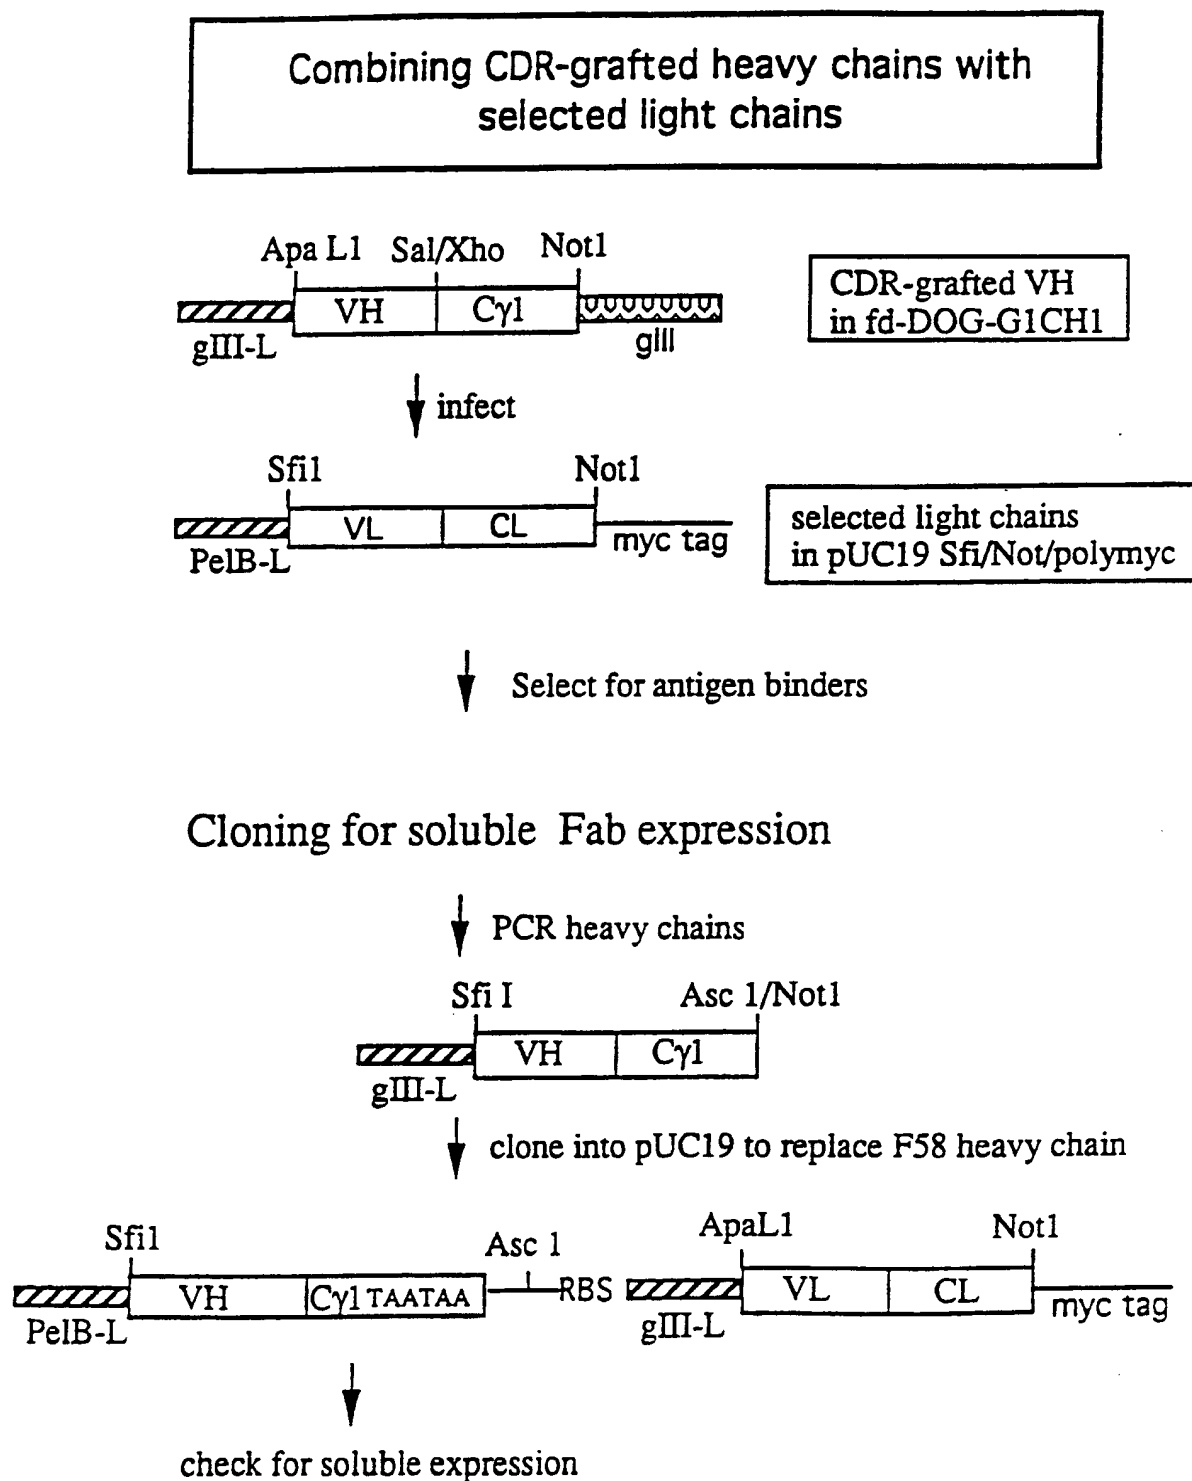 Combining CDR-grafted heavy chains with
selected light chains
Apa L1 Sal/Xho Not1
VH Cγ1
gIII-L gIII
CDR-grafted VH
in fd-DOG-G1CH1
infect
Sfi1 Not1
VL CL
PelB-L myc tag
selected light chains
in pUC19 Sfi/Not/polymyc
Select for antigen binders
Cloning for soluble Fab expression
PCR heavy chains
Sfi I Asc 1/Not1
VH Cγ1
gIII-L
clone into pUC19 to replace F58 heavy chain
Sfi1 Asc 1 ApaL1 Not1
VH Cγ1 TAATAA RBS VL CL
PelB-L gIII-L myc tag
check for soluble expression